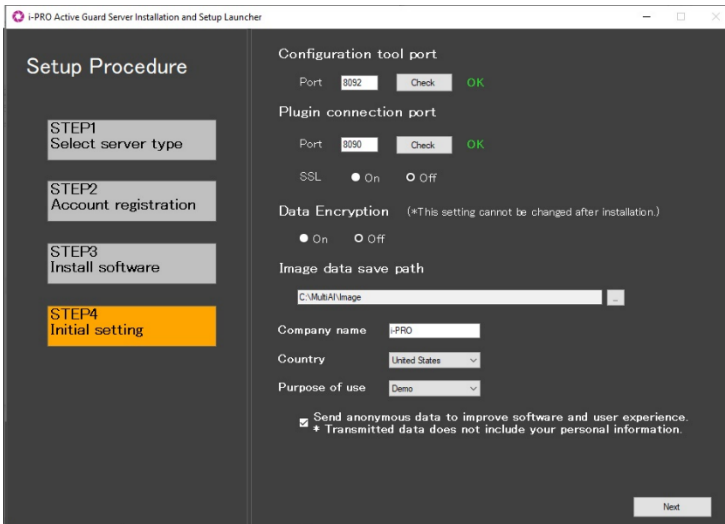 i-PRO Active Guard Server Installation and Setup Launcher
Setup Procedure
STEP1
Select server type
STEP2
Account registration
STEP3
Install software
STEP4
Initial setting
Configuration tool port
Port 8092 Check OK
Plugin connection port
Port 8090 Check OK
SSL On Off
Data Encryption (*This setting cannot be changed after installation.)
On Off
Image data save path
C:\MultiAI\Image ...
Company name i-PRO
Country United States
Purpose of use Demo
Send anonymous data to improve software and user experience.
* Transmitted data does not include your personal information.
Next